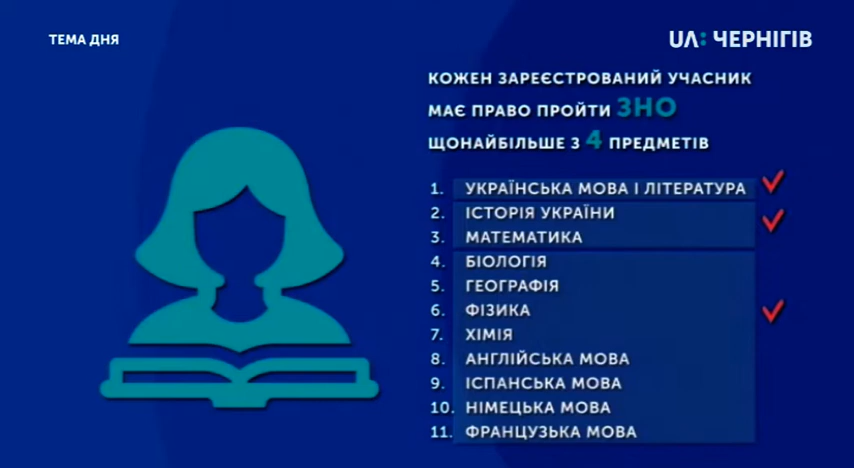 ТЕМА ДНЯ
UA: ЧЕРНІГІВ
КОЖЕН ЗАРЕЄСТРОВАНИЙ УЧАСНИК
МАЄ ПРАВО ПРОЙТИ ЗНО
ЩОНАЙБІЛЬШЕ З 4 ПРЕДМЕТІВ
1. УКРАЇНСЬКА МОВА І ЛІТЕРАТУРА
2. ІСТОРІЯ УКРАЇНИ
3. МАТЕМАТИКА
4. БІОЛОГІЯ
5. ГЕОГРАФІЯ
6. ФІЗИКА
7. ХІМІЯ
8. АНГЛІЙСЬКА МОВА
9. ІСПАНСЬКА МОВА
10. НІМЕЦЬКА МОВА
11. ФРАНЦУЗЬКА МОВА